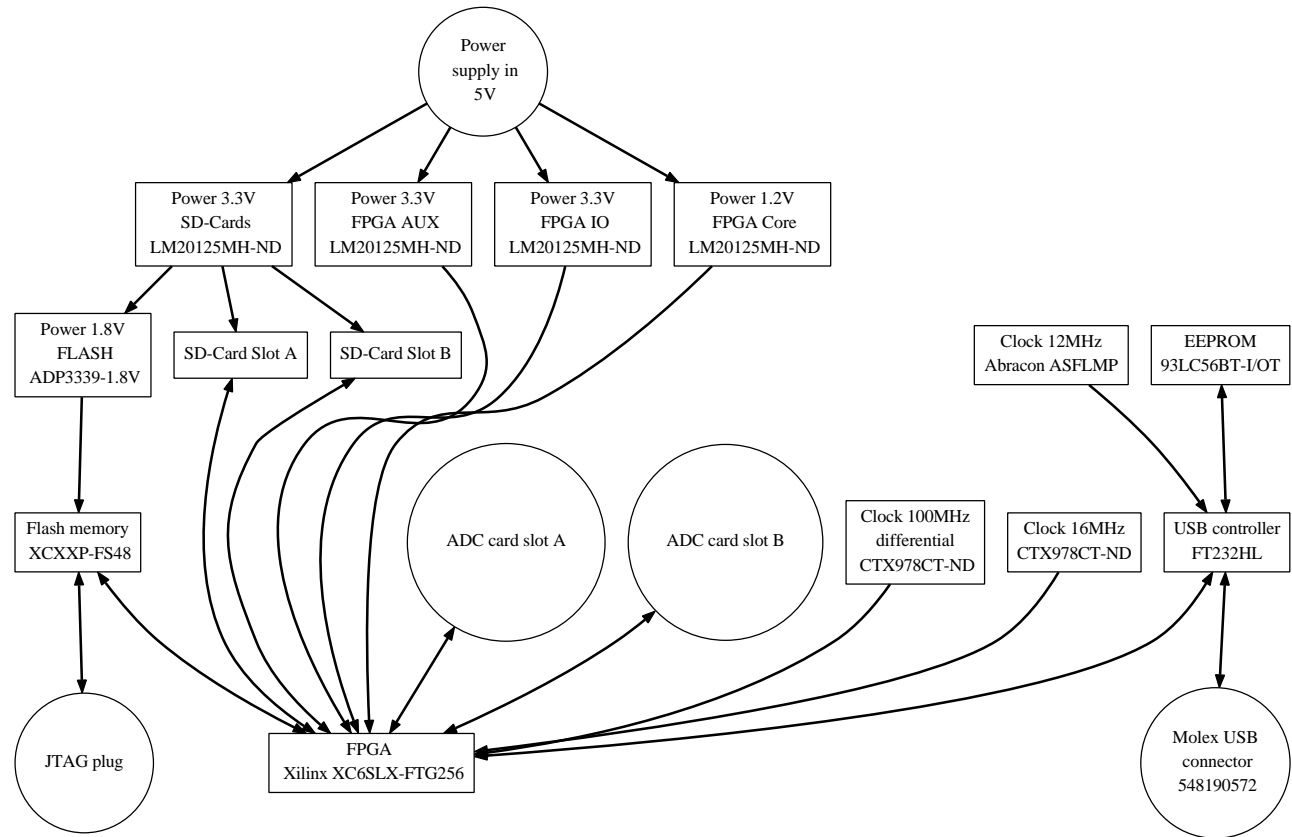 Power
supply in
5V
Power 3.3V
SD-Cards
LM20125MH-ND
Power 3.3V
FPGA AUX
LM20125MH-ND
Power 3.3V
FPGA IO
LM20125MH-ND
Power 1.2V
FPGA Core
LM20125MH-ND
Power 1.8V
FLASH
ADP3339-1.8V
SD-Card Slot A
SD-Card Slot B
Clock 12MHz
Abracon ASFLMP
EEPROM
93LC56BT-I/OT
Flash memory
XCXXP-FS48
ADC card slot A
ADC card slot B
Clock 100MHz
differential
CTX978CT-ND
Clock 16MHz
CTX978CT-ND
USB controller
FT232HL
JTAG plug
FPGA
Xilinx XC6SLX-FTG256
Molex USB
connector
548190572